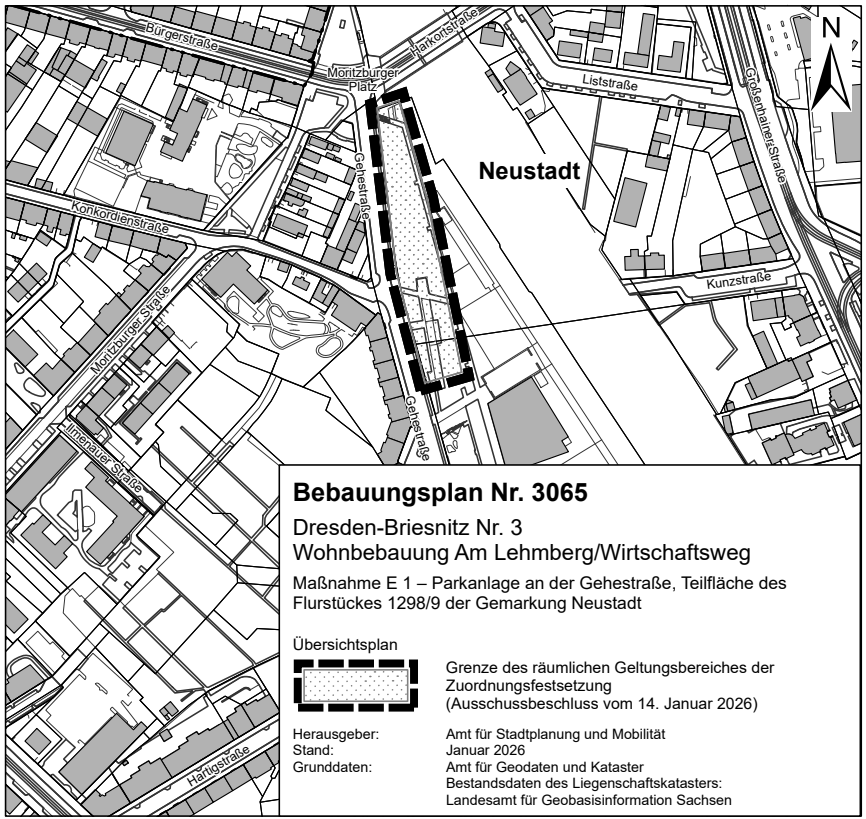 Bürgerstraße
Harkortstraße
N
Moritzburger
Platz
Liststraße
Großenhainer Straße
Gehestraße
Neustadt
Konkordienstraße
Kunzstraße
Moritzburger Straße
Gehestraße
Ilmenauer Straße
Bebauungsplan Nr. 3065
Dresden-Briesnitz Nr. 3
Wohnbebauung Am Lehmberg/Wirtschaftsweg
Maßnahme E 1 – Parkanlage an der Gehestraße, Teilfläche des
Flurstückes 1298/9 der Gemarkung Neustadt
Übersichtsplan
Grenze des räumlichen Geltungsbereiches der
Zuordnungsfestsetzung
(Ausschussbeschluss vom 14. Januar 2026)
Herausgeber: Amt für Stadtplanung und Mobilität
Stand: Januar 2026
Grunddaten: Amt für Geodaten und Kataster
Bestandsdaten des Liegenschaftskatasters:
Landesamt für Geobasisinformation Sachsen
Hartigstraße